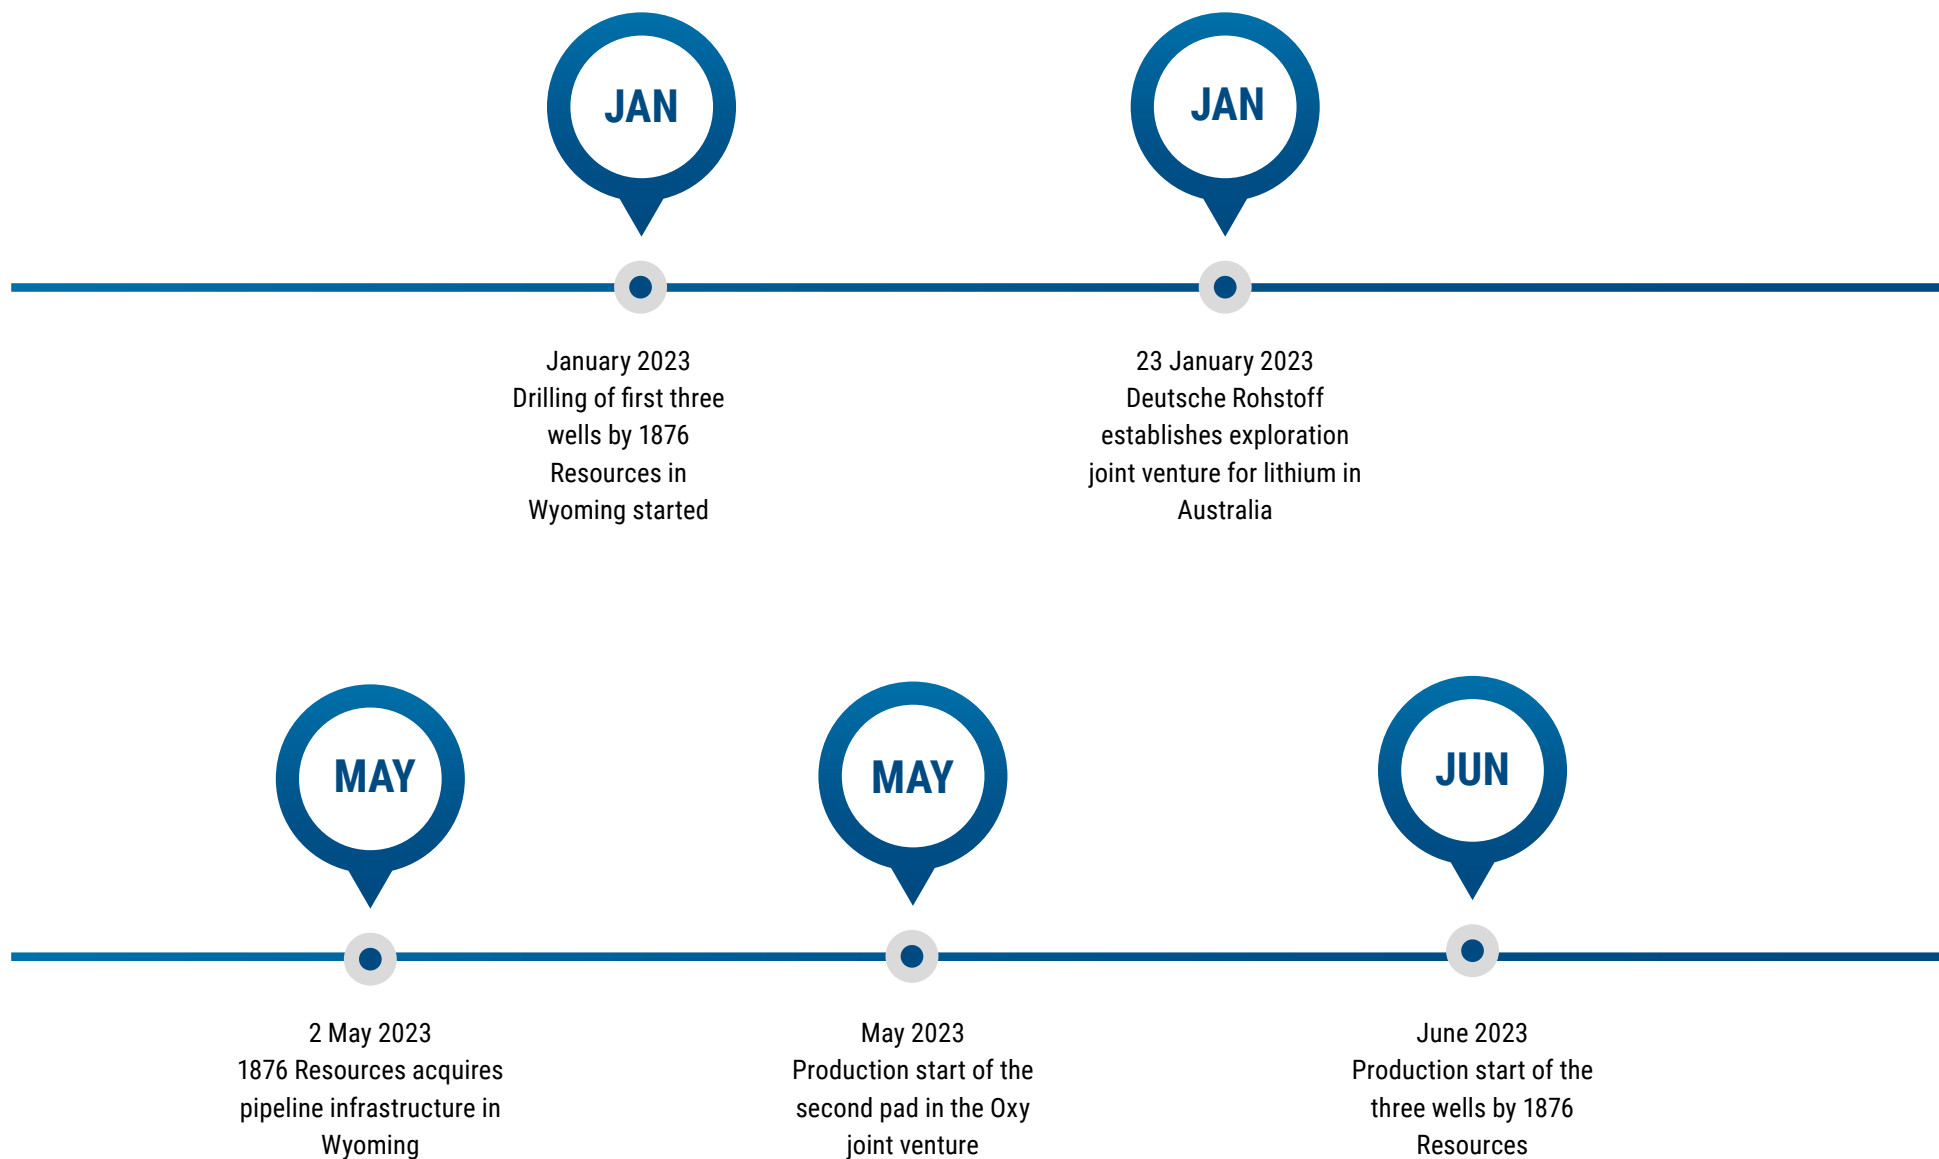 JAN
JAN
January 2023
Drilling of first three
wells by 1876
Resources in
Wyoming started
23 January 2023
Deutsche Rohstoff
establishes exploration
joint venture for lithium in
Australia
MAY
MAY
JUN
2 May 2023
1876 Resources acquires
pipeline infrastructure in
Wyoming
May 2023
Production start of the
second pad in the Oxy
joint venture
June 2023
Production start of the
three wells by 1876
Resources